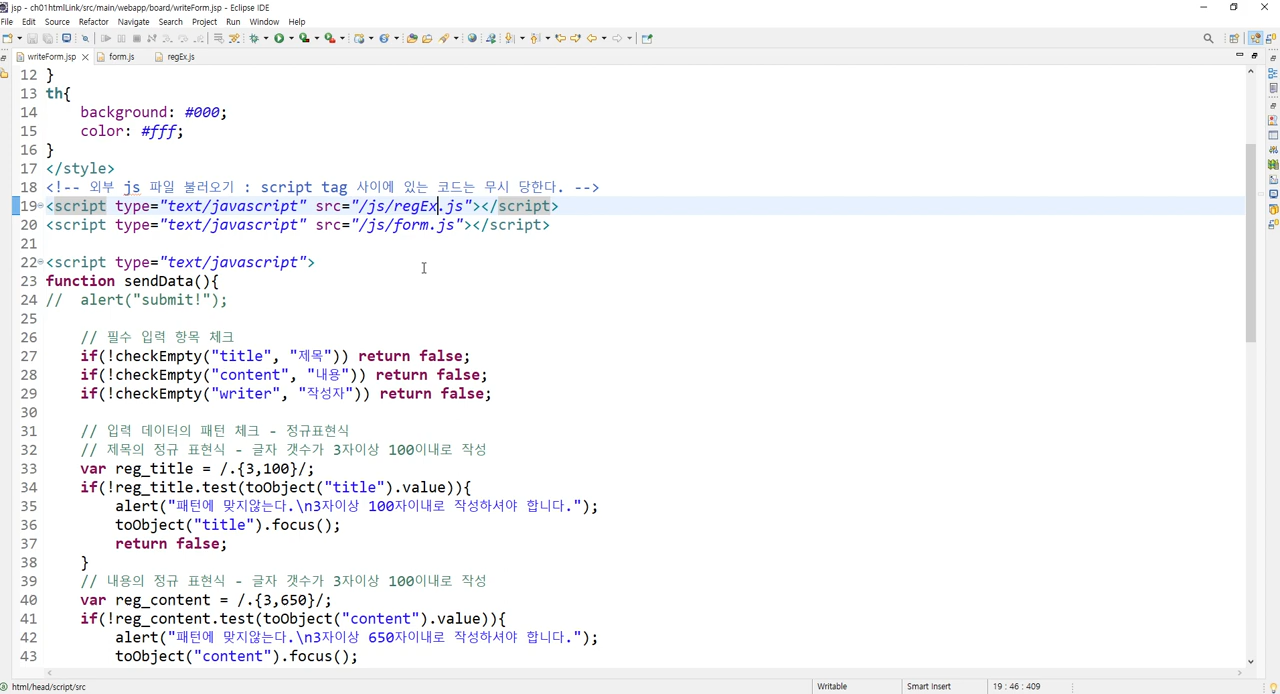 jsp - ch01htmlLink/src/main/webapp/board/writeForm.jsp - Eclipse IDE
File Edit Source Refactor Navigate Search Project Run Window Help
writeForm.jsp form.js regEx.js
12 }
13 th{
14 background: #000;
15 color: #fff;
16 }
17 </style>
18 <!-- 외부 js 파일 불러오기 : script tag 사이에 있는 코드는 무시 당한다. -->
19 <script type="text/javascript" src="/js/regEx.js"></script>
20 <script type="text/javascript" src="/js/form.js"></script>
21
22 <script type="text/javascript">
23 function sendData(){
24 // alert("submit!");
25
26 // 필수 입력 항목 체크
27 if(!checkEmpty("title", "제목")) return false;
28 if(!checkEmpty("content", "내용")) return false;
29 if(!checkEmpty("writer", "작성자")) return false;
30
31 // 입력 데이터의 패턴 체크 - 정규표현식
32 // 제목의 정규 표현식 - 글자 갯수가 3자이상 100이내로 작성
33 var reg_title = /.{3,100}/;
34 if(!reg_title.test(toObject("title").value)){
35 alert("패턴에 맞지않는다.\n3자이상 100자이내로 작성하셔야 합니다.");
36 toObject("title").focus();
37 return false;
38 }
39 // 내용의 정규 표현식 - 글자 갯수가 3자이상 100이내로 작성
40 var reg_content = /.{3,650}/;
41 if(!reg_content.test(toObject("content").value)){
42 alert("패턴에 맞지않는다.\n3자이상 650자이내로 작성하셔야 합니다.");
43 toObject("content").focus();
html/head/script/src Writable Smart Insert 19 : 46 : 409